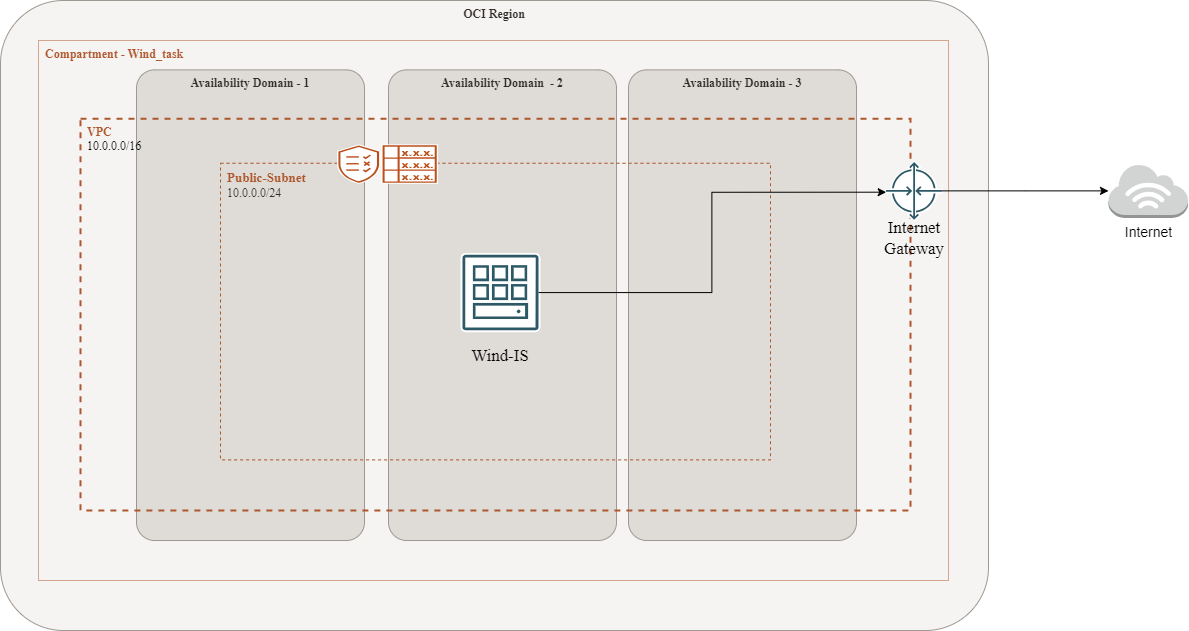 OCI Region
Compartment - Wind_task
Availability Domain - 1
Availability Domain  - 2
Availability Domain - 3
VPC
10.0.0.0/16
Public-Subnet
10.0.0.0/24
x.x.x.
x.x.x.
x.x.x.
Internet
Gateway
Internet
Wind-IS